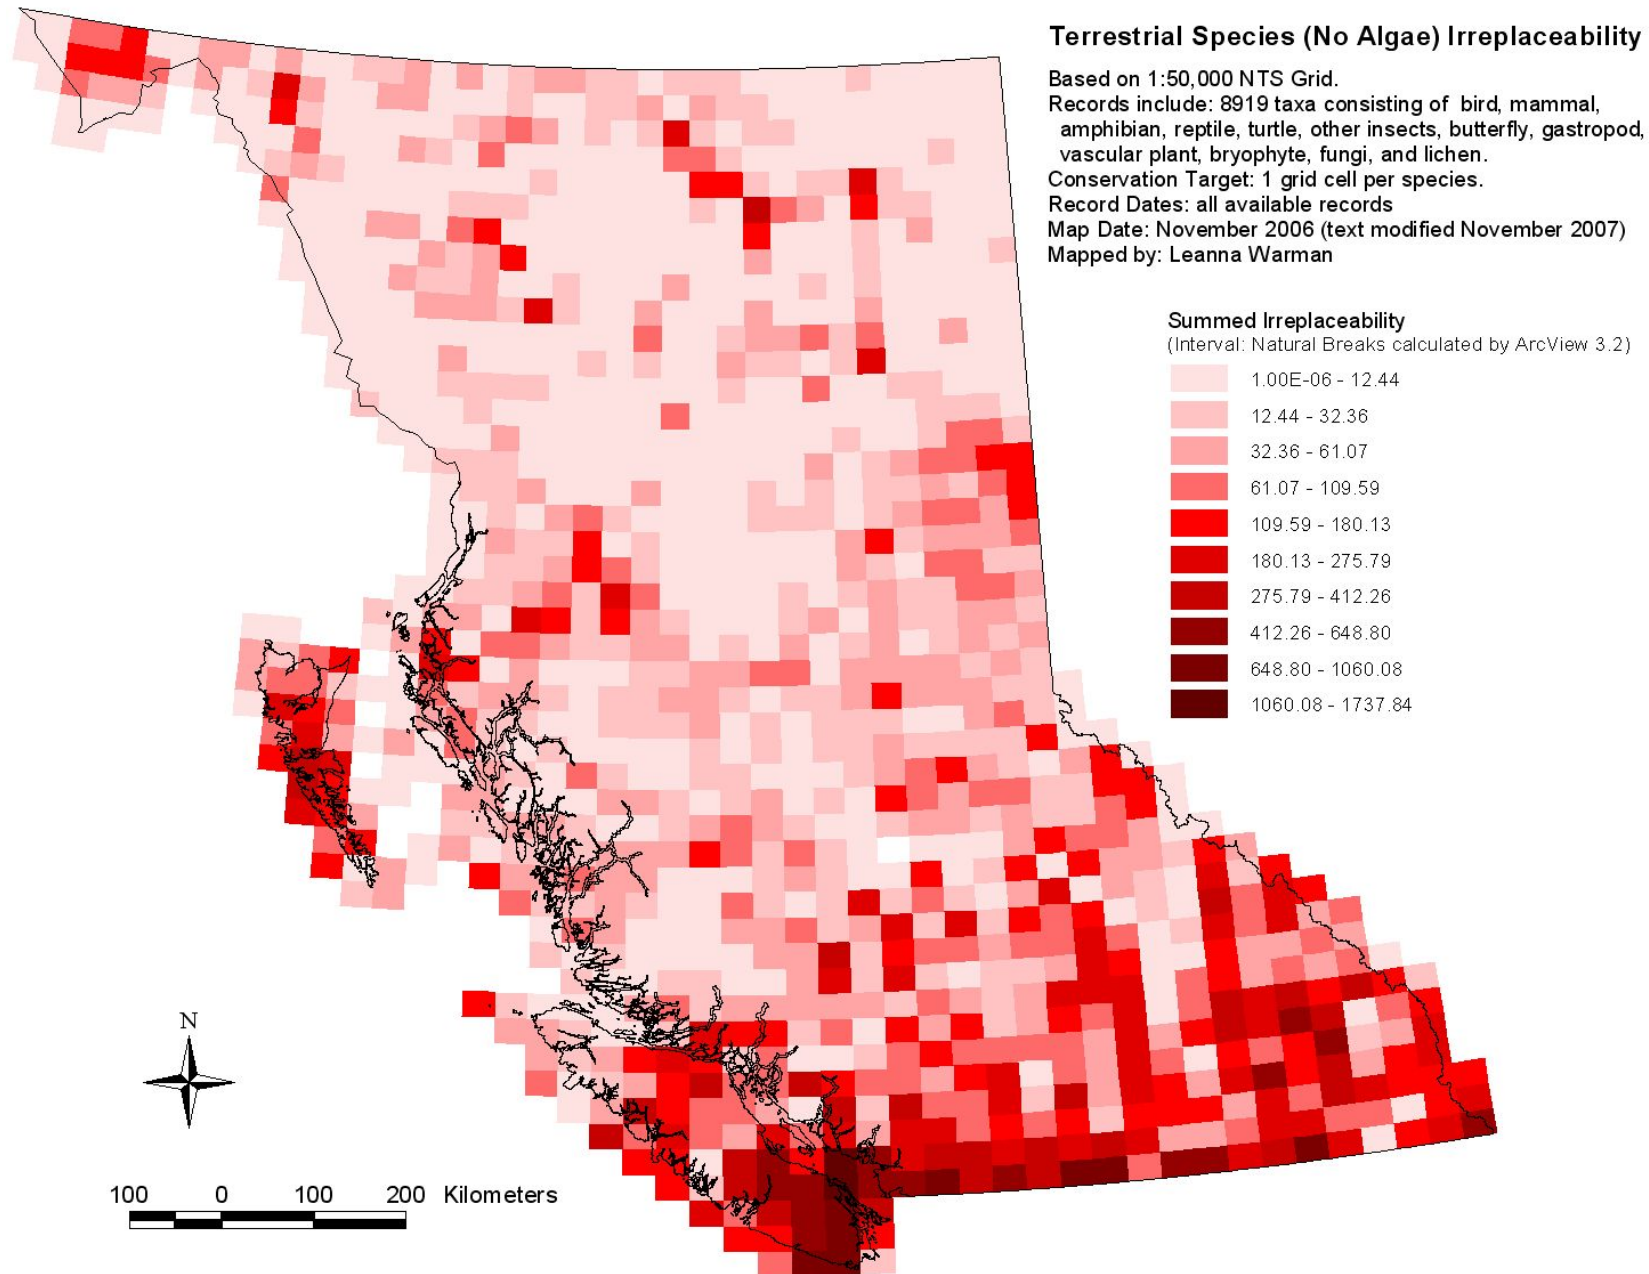 Terrestrial Species (No Algae) Irreplaceability
Based on 1:50,000 NTS Grid.
Records include: 8919 taxa consisting of bird, mammal,
amphibian, reptile, turtle, other insects, butterfly, gastropod,
vascular plant, bryophyte, fungi, and lichen.
Conservation Target: 1 grid cell per species.
Record Dates: all available records
Map Date: November 2006 (text modified November 2007)
Mapped by: Leanna Warman
Summed Irreplaceability
(Interval: Natural Breaks calculated by ArcView 3.2)
1.00E-06 - 12.44
12.44 - 32.36
32.36 - 61.07
61.07 - 109.59
109.59 - 180.13
180.13 - 275.79
275.79 - 412.26
412.26 - 648.80
648.80 - 1060.08
1060.08 - 1737.84
N
100 0 100 200 Kilometers